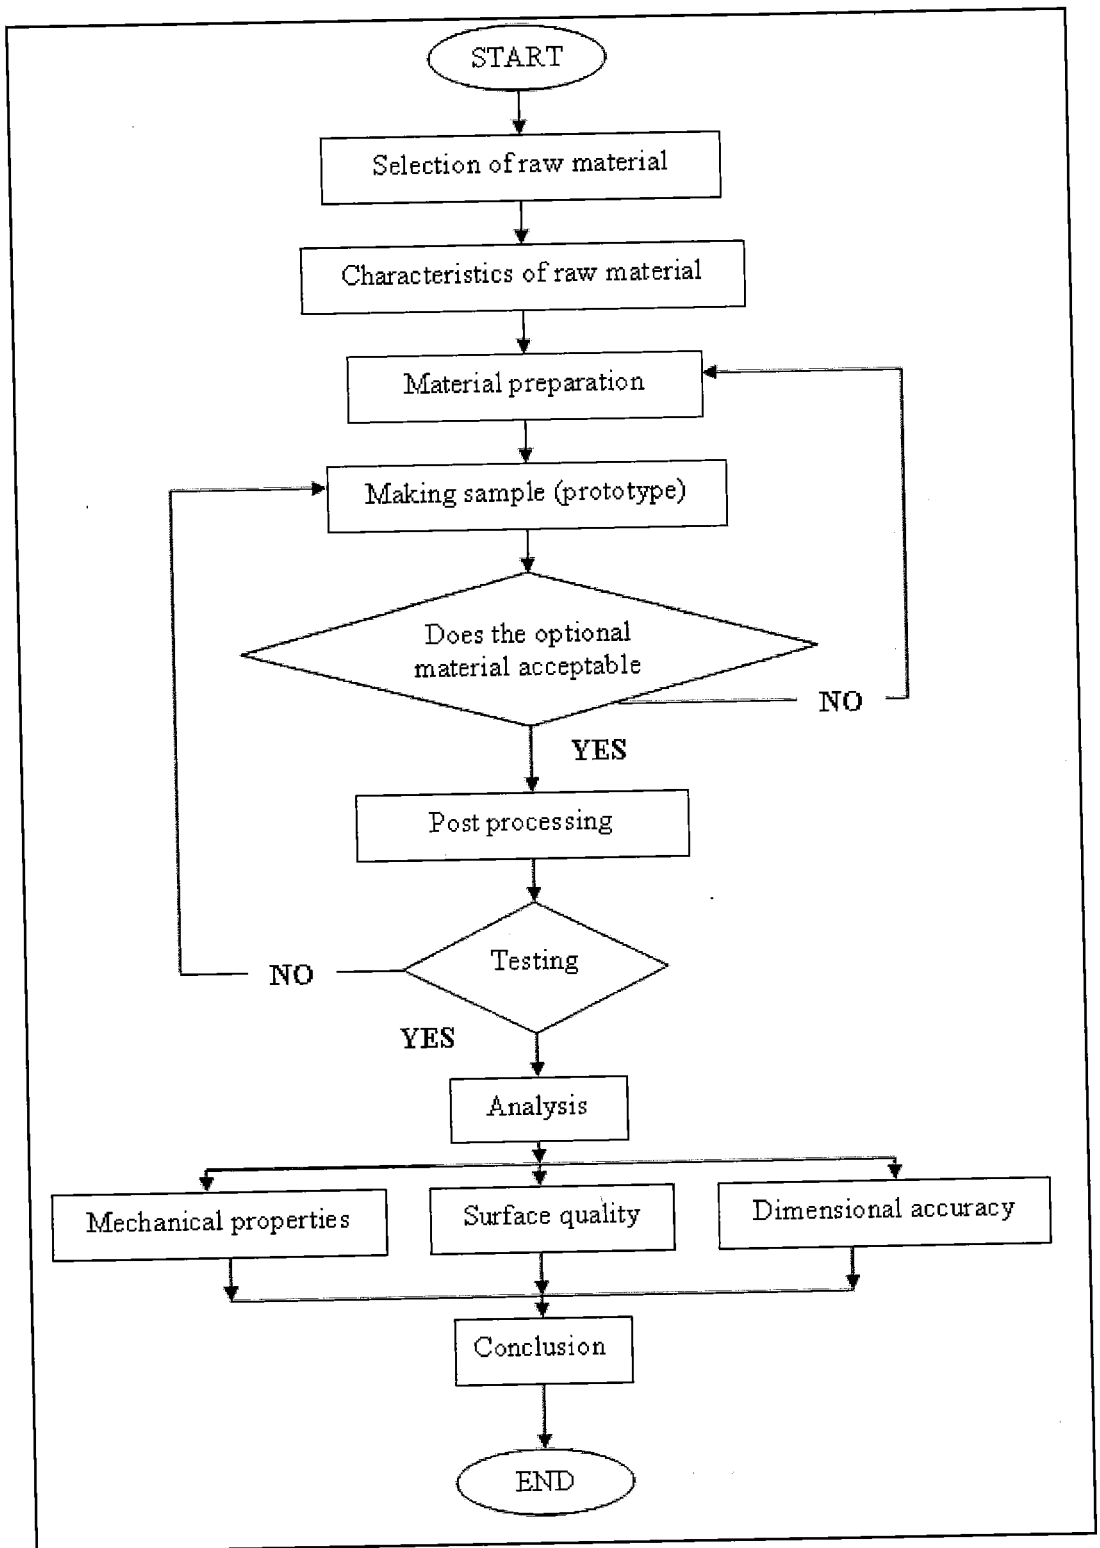 START
Selection of raw material
Characteristics of raw material
Material preparation
Making sample (prototype)
Does the optional
material acceptable
NO
YES
Post processing
Testing
NO
YES
Analysis
Mechanical properties
Surface quality
Dimensional accuracy
Conclusion
END